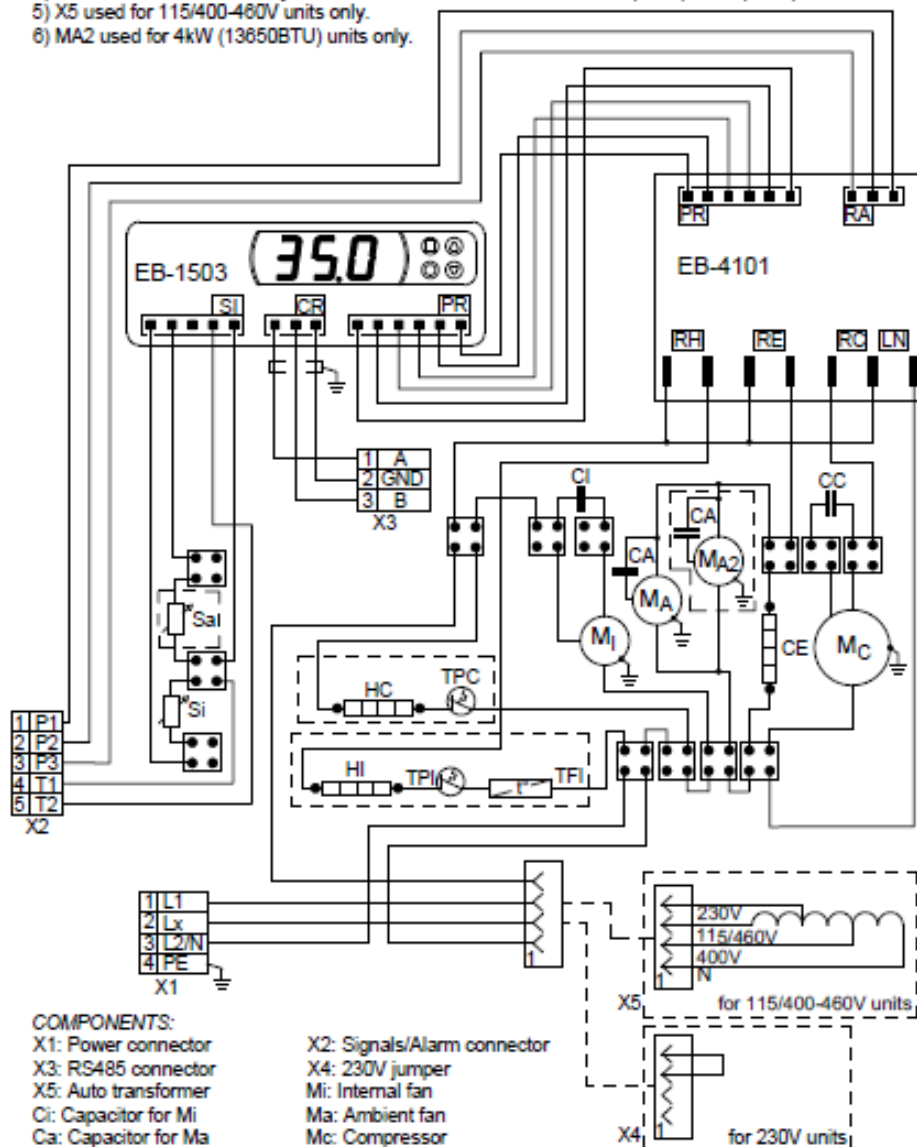 5) X5 used for 115/400-460V units only.
6) MA2 used for 4kW (13650BTU) units only.
PR
RA
EB-4101
EB-1503
35.0
SI
CR
PR
RH
RE
RC
LN
1 A
2 GND
3 B
X3
CI
CA
CA
CC
MA2
MA
MI
CE
MC
Sal
Si
HC
TPC
HI
TPI
t°
TFI
1 P1
2 P2
3 P3
4 T1
5 T2
X2
1 L1
2 Lx
3 L2/N
4 PE
X1
1
230V
115/460V
400V
N
1
X5
for 115/400-460V units
1
X4
for 230V units
COMPONENTS:
X1: Power connector
X2: Signals/Alarm connector
X3: RS485 connector
X4: 230V jumper
X5: Auto transformer
Mi: Internal fan
Ci: Capacitor for Mi
Ma: Ambient fan
Ca: Capacitor for Ma
Mc: Compressor